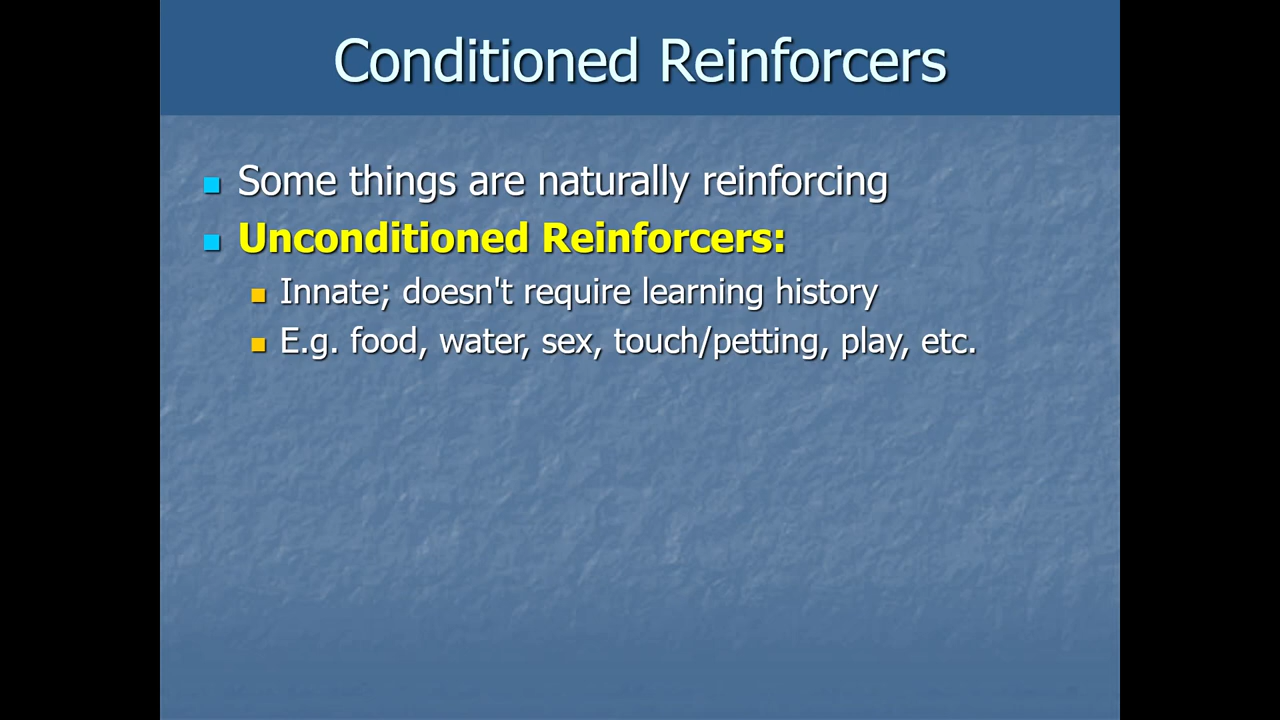 Conditioned Reinforcers
Some things are naturally reinforcing
Unconditioned Reinforcers:
Innate; doesn't require learning history
E.g. food, water, sex, touch/petting, play, etc.